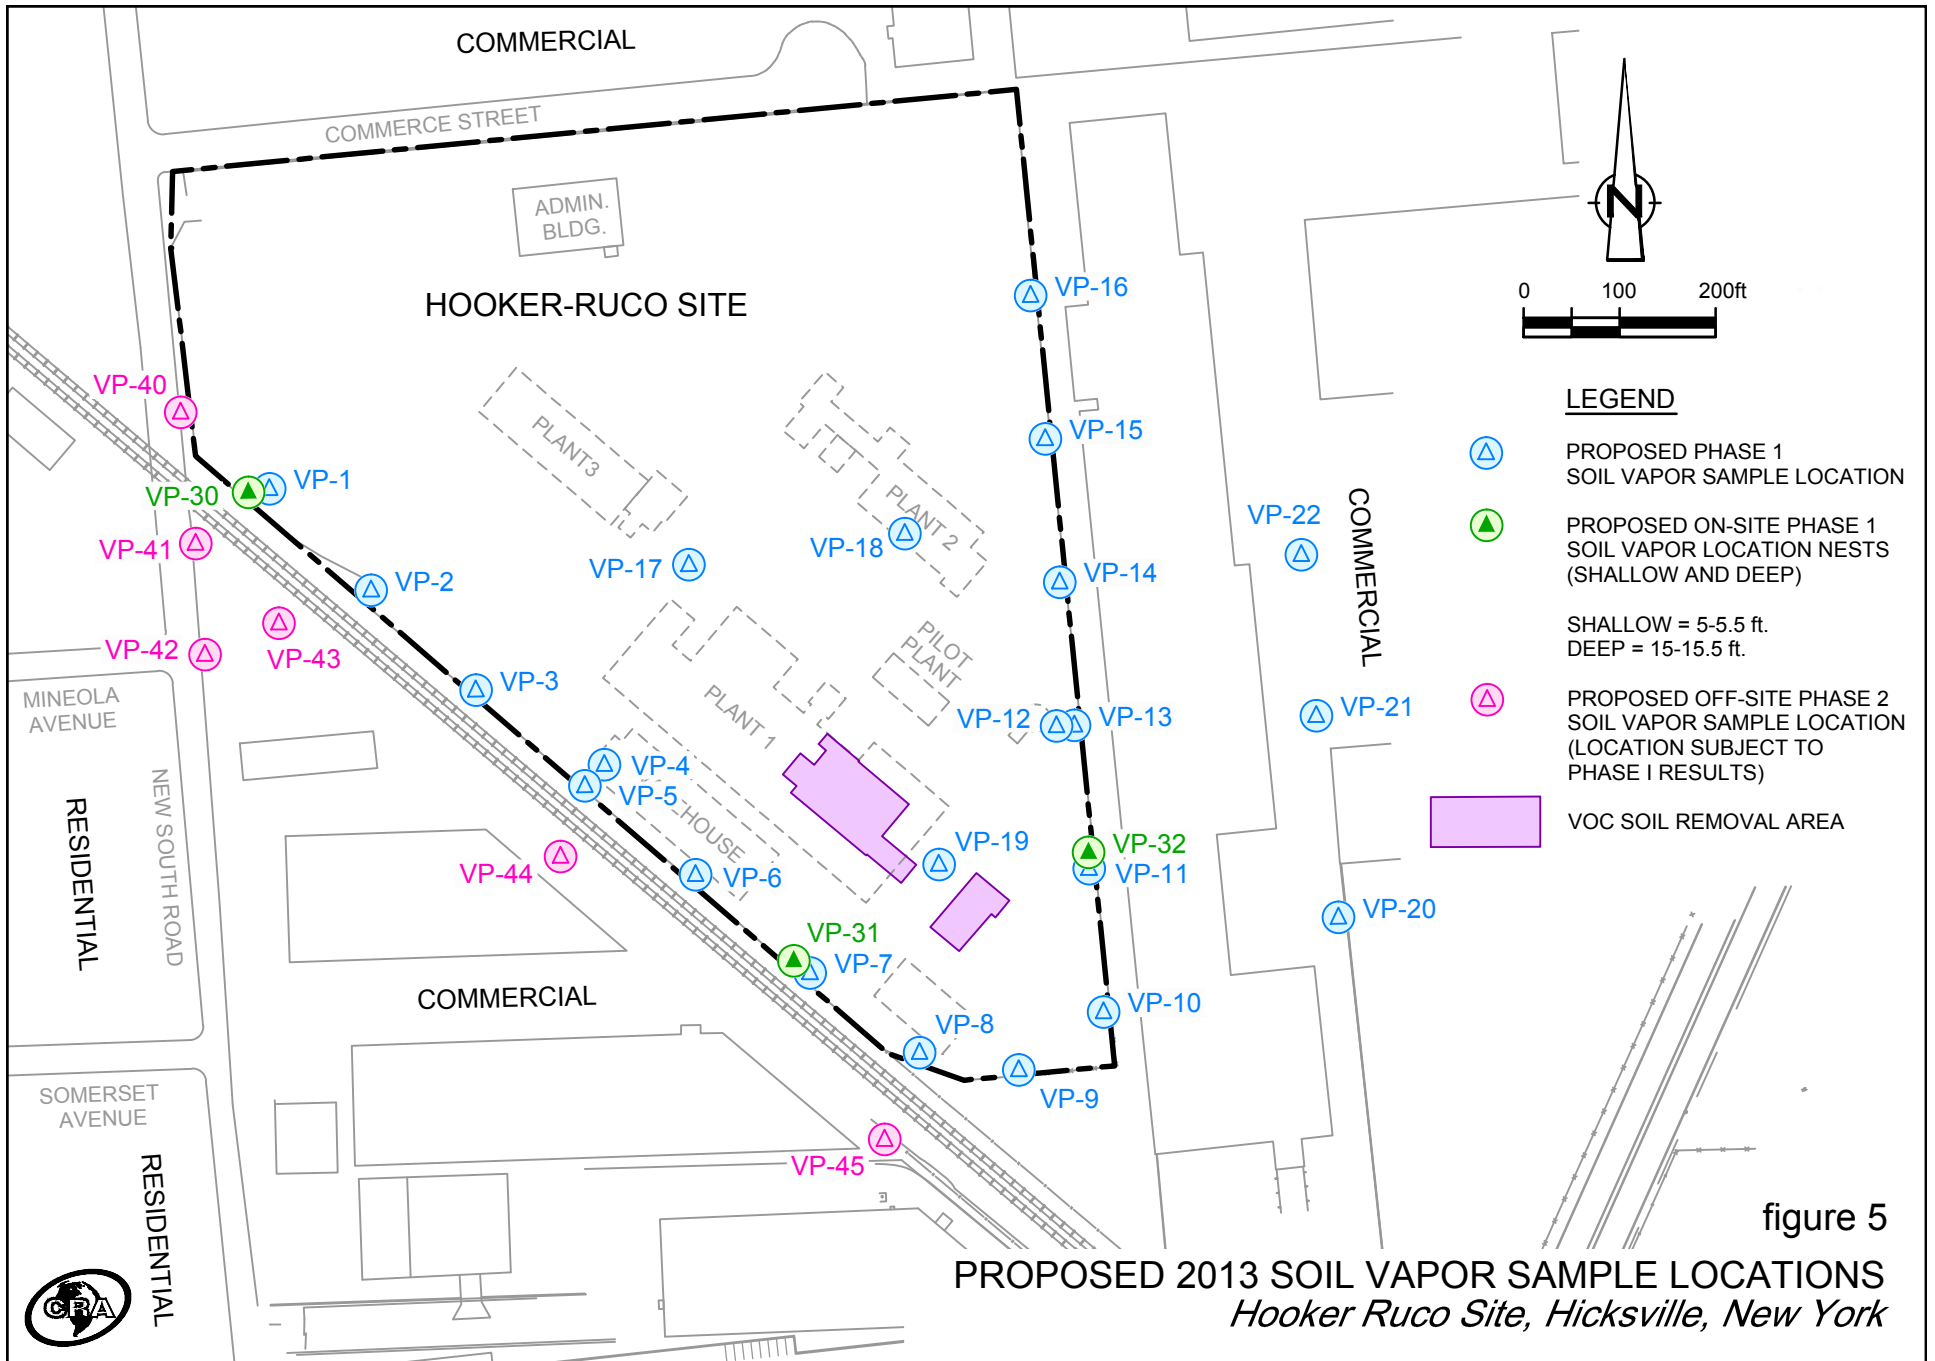 COMMERCIAL
COMMERCE STREET
ADMIN.
BLDG.
HOOKER-RUCO SITE
N
0 100 200ft
LEGEND
PROPOSED PHASE 1
SOIL VAPOR SAMPLE LOCATION
PROPOSED ON-SITE PHASE 1
SOIL VAPOR LOCATION NESTS
(SHALLOW AND DEEP)
SHALLOW = 5-5.5 ft.
DEEP = 15-15.5 ft.
PROPOSED OFF-SITE PHASE 2
SOIL VAPOR SAMPLE LOCATION
(LOCATION SUBJECT TO
PHASE I RESULTS)
VOC SOIL REMOVAL AREA
VP-16
VP-40
VP-15
PLANT3
VP-1
VP-30
PLANT 2
VP-22
COMMERCIAL
VP-41
VP-18
VP-17
VP-2
VP-14
VP-42
VP-43
PILOT
PLANT
VP-3
MINEOLA
AVENUE
PLANT 1
VP-12
VP-13
VP-21
VP-4
VP-5
NEW SOUTH ROAD
RESIDENTIAL
HOUSE
VP-44
VP-6
VP-19
VP-32
VP-11
VP-20
VP-31
VP-7
COMMERCIAL
VP-8
VP-10
VP-9
SOMERSET
AVENUE
VP-45
RESIDENTIAL
CRA
figure 5
PROPOSED 2013 SOIL VAPOR SAMPLE LOCATIONS
Hooker Ruco Site, Hicksville, New York